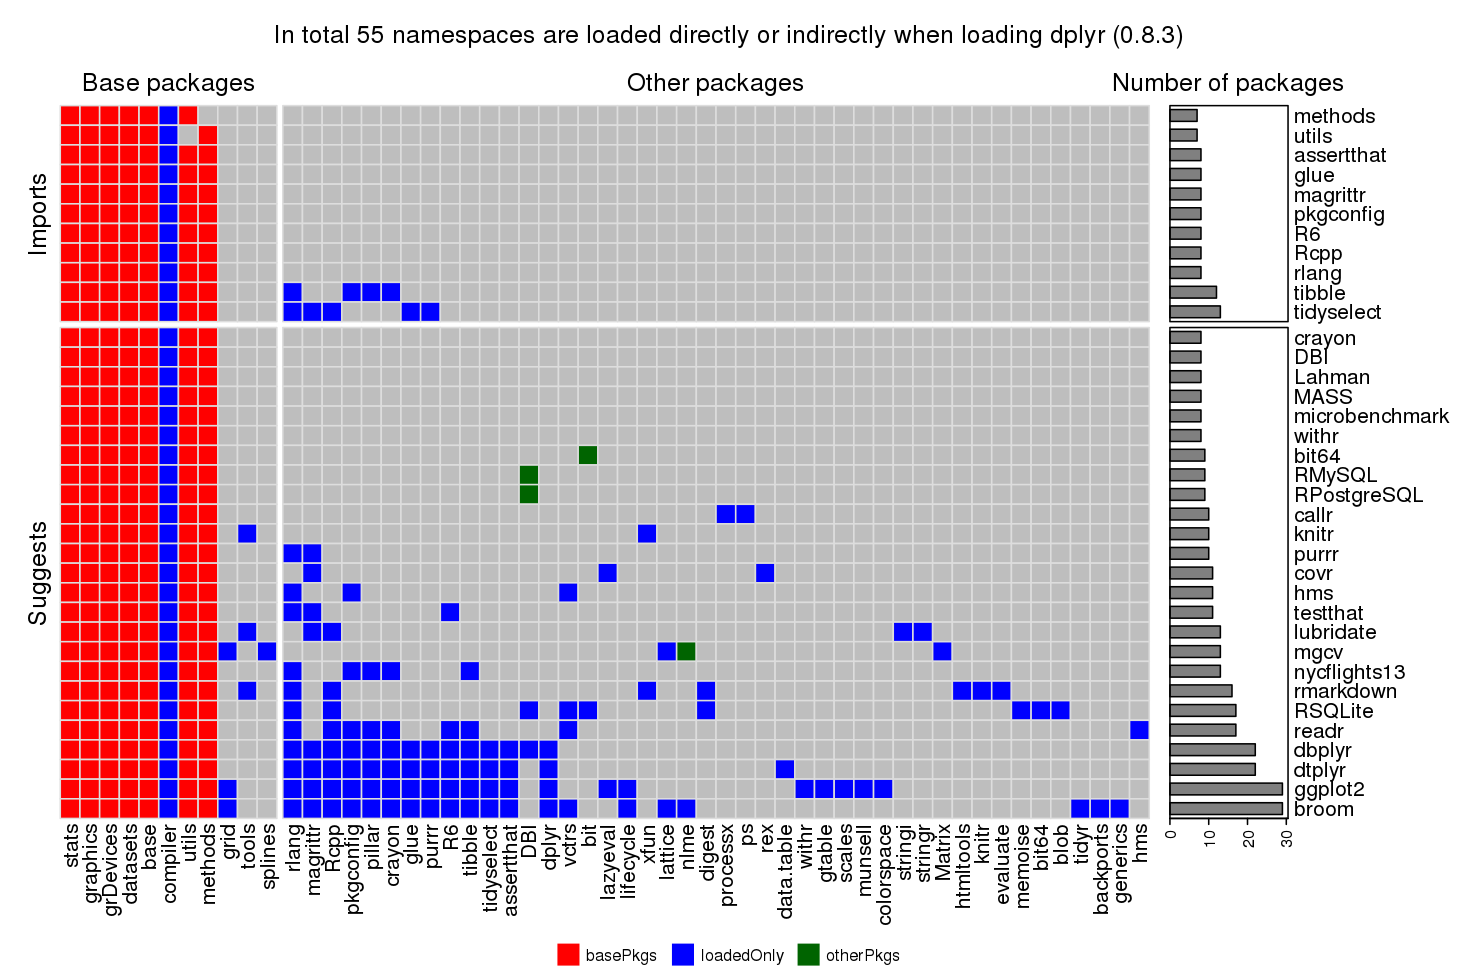 In total 55 namespaces are loaded directly or indirectly when loading dplyr (0.8.3)
Base packages
Other packages
Number of packages
Imports
methods
utils
assertthat
glue
magrittr
pkgconfig
R6
Rcpp
rlang
tibble
tidyselect
Suggests
crayon
DBI
Lahman
MASS
microbenchmark
withr
bit64
RMySQL
RPostgreSQL
callr
knitr
purrr
covr
hms
testthat
lubridate
mgcv
nycflights13
rmarkdown
RSQLite
readr
dbplyr
dtplyr
ggplot2
broom
stats
graphics
grDevices
datasets
base
compiler
utils
methods
grid
tools
splines
rlang
magrittr
Rcpp
pkgconfig
pillar
crayon
glue
purrr
R6
tibble
tidyselect
assertthat
DBI
dplyr
vctrs
bit
lazyeval
lifecycle
xfun
lattice
nlme
digest
processx
ps
rex
data.table
withr
gtable
scales
munsell
colorspace
stringi
stringr
Matrix
htmltools
knitr
evaluate
memoise
bit64
blob
tidyr
backports
generics
hms
0
10
20
30
basePkgs
loadedOnly
otherPkgs